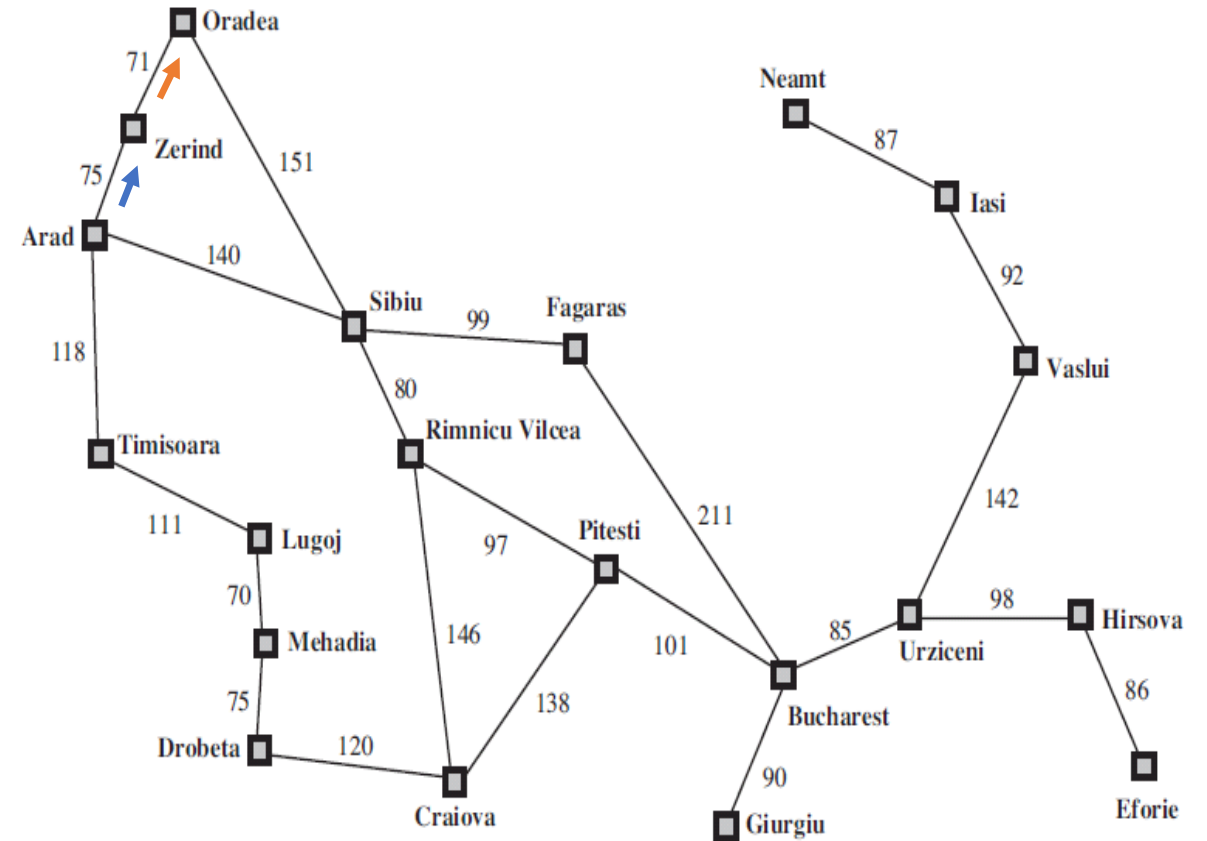 Oradea
71
Neamt
87
Zerind
151
75
Iasi
Arad
140
92
Sibiu
Fagaras
99
118
Vaslui
80
Rimnicu Vilcea
Timisoara
142
211
111
Lugoj
97
Pitesti
70
98
Hirsova
146
85
Mehadia
101
Urziceni
86
75
138
Bucharest
Drobeta
120
90
Craiova
Giurgiu
Eforie